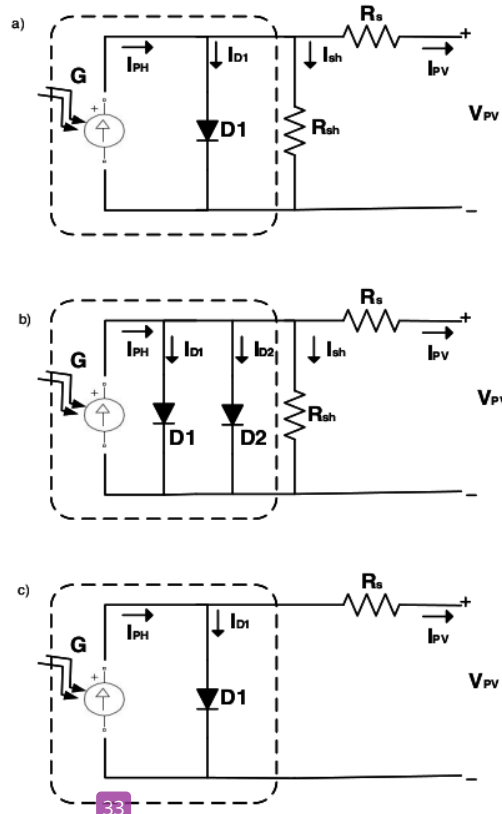 a)
Rs
+
IPH
ID1
Ish
IPV
G
+
D1
Rsh
VPV
−
b)
Rs
+
IPH
ID1
ID2
Ish
IPV
G
+
D1
D2
Rsh
VPV
−
c)
Rs
+
IPH
ID1
IPV
G
+
D1
VPV
−
33